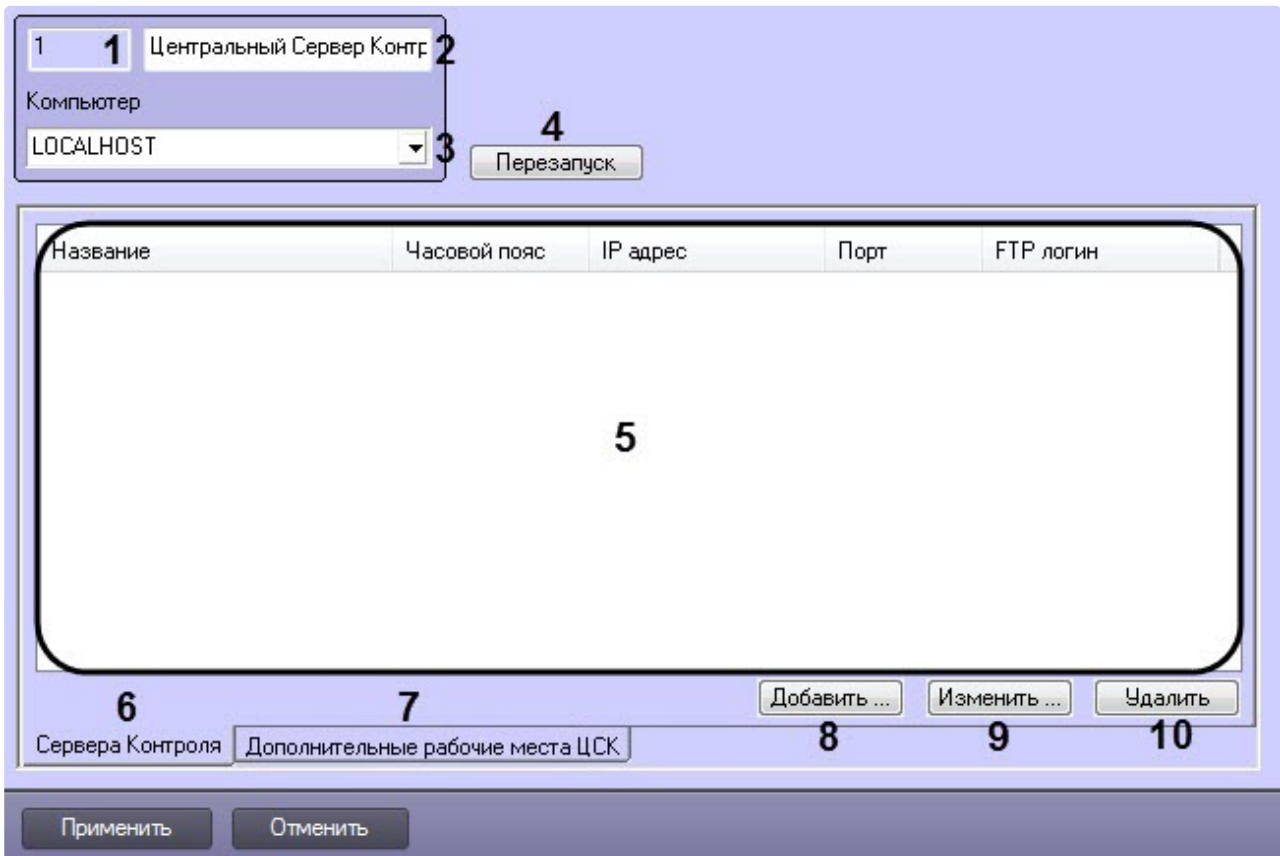 1 1 Центральный Сервер Контр 2
Компьютер
LOCALHOST 3
4
Перезапуск
Название Часовой пояс IP адрес Порт FTP логин
5
6 7
Добавить ... Изменить ... Удалить
8 9 10
Сервера Контроля Дополнительные рабочие места ЦСК
Применить Отменить